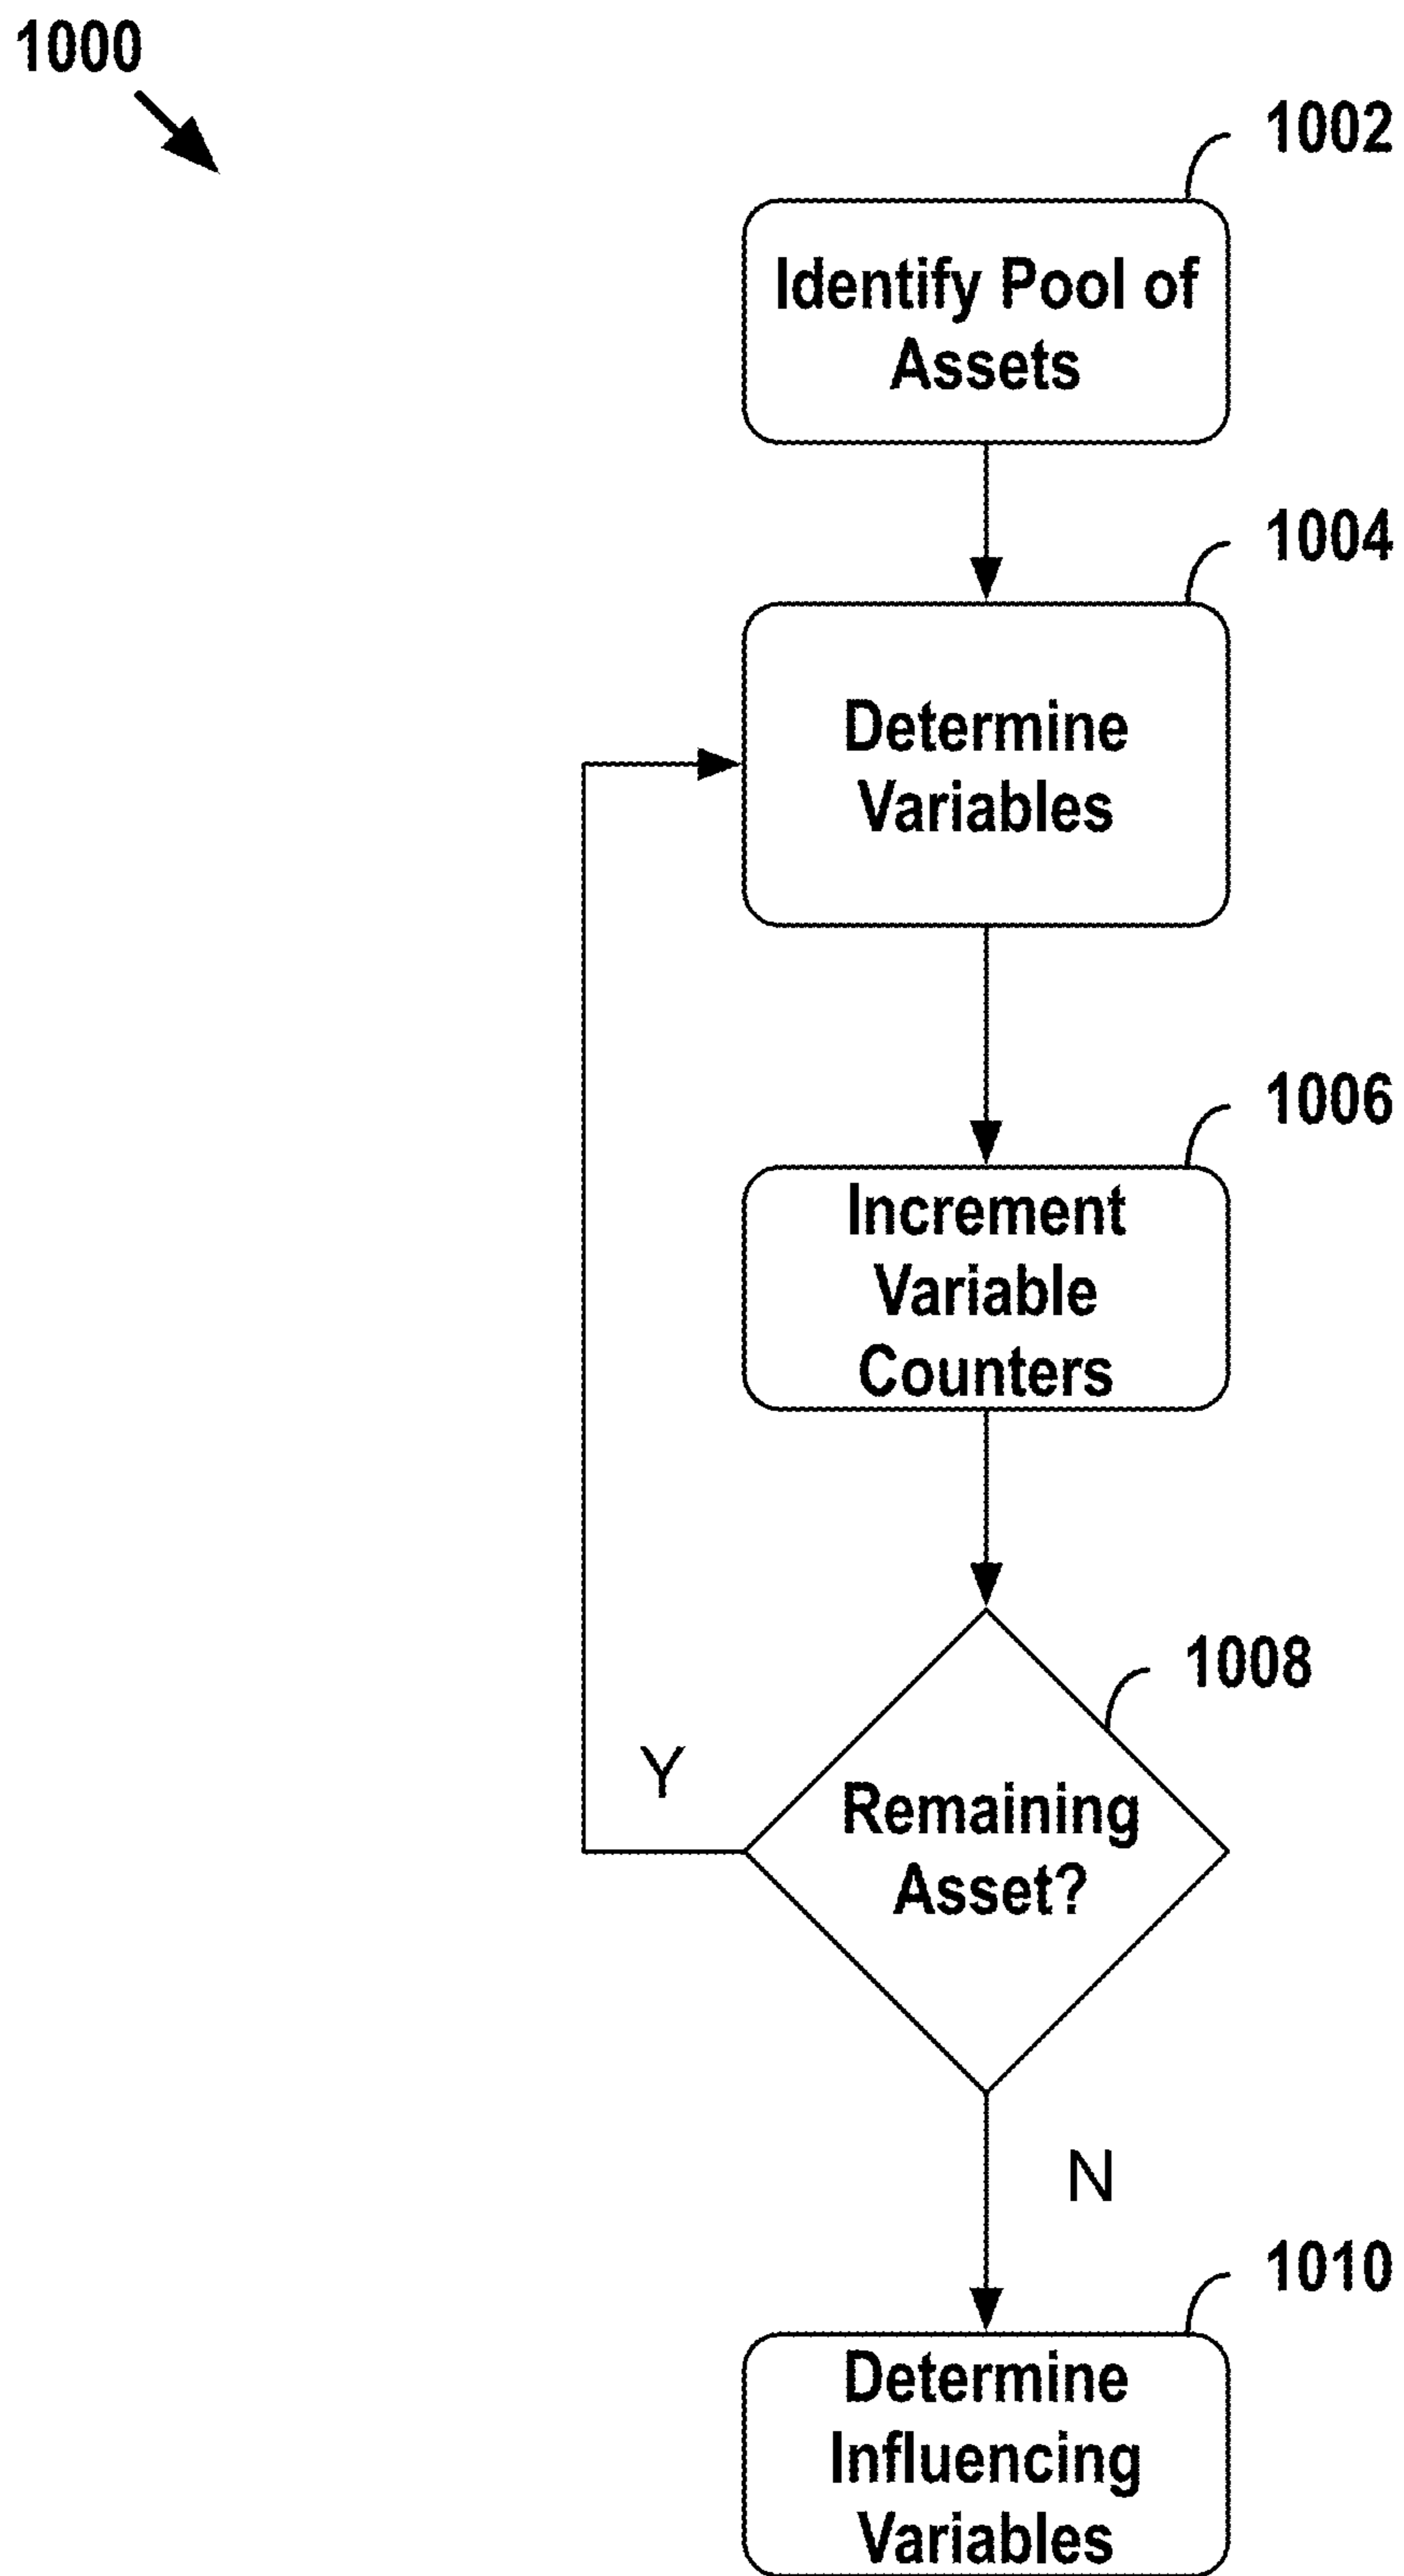 1000
1002
Identify Pool of
Assets
1004
Determine
Variables
1006
Increment
Variable
Counters
1008
Remaining
Asset?
Y
N
1010
Determine
Influencing
Variables